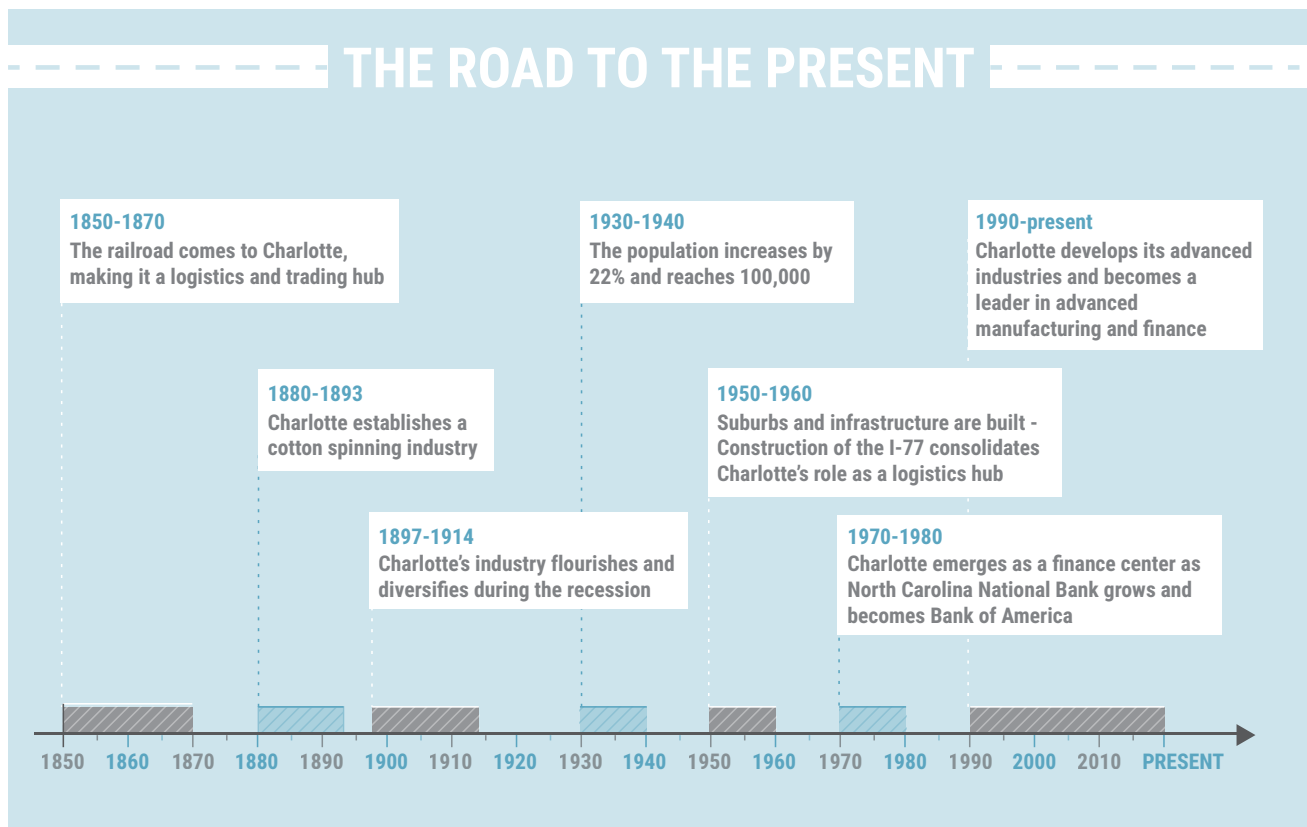 THE ROAD TO THE PRESENT
1850-1870
The railroad comes to Charlotte,
making it a logistics and trading hub
1930-1940
The population increases by
22% and reaches 100,000
1990-present
Charlotte develops its advanced
industries and becomes a
leader in advanced
manufacturing and finance
1880-1893
Charlotte establishes a
cotton spinning industry
1950-1960
Suburbs and infrastructure are built -
Construction of the I-77 consolidates
Charlotte’s role as a logistics hub
1897-1914
Charlotte’s industry flourishes and
diversifies during the recession
1970-1980
Charlotte emerges as a finance center as
North Carolina National Bank grows and
becomes Bank of America
1850 1860 1870 1880 1890 1900 1910 1920 1930 1940 1950 1960 1970 1980 1990 2000 2010 PRESENT